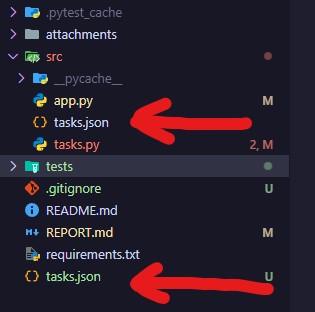 .pytest_cache
attachments
src
__pycache__
app.py M
tasks.json
tasks.py 2, M
tests
.gitignore U
README.md
REPORT.md M
requirements.txt
tasks.json U